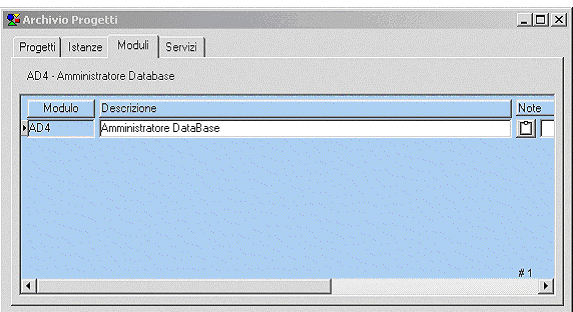 Archivio Progetti
Progetti Istanze Moduli Servizi
AD4 - Amministratore Database
Modulo Descrizione Note
AD4 Amministratore DataBase
# 1